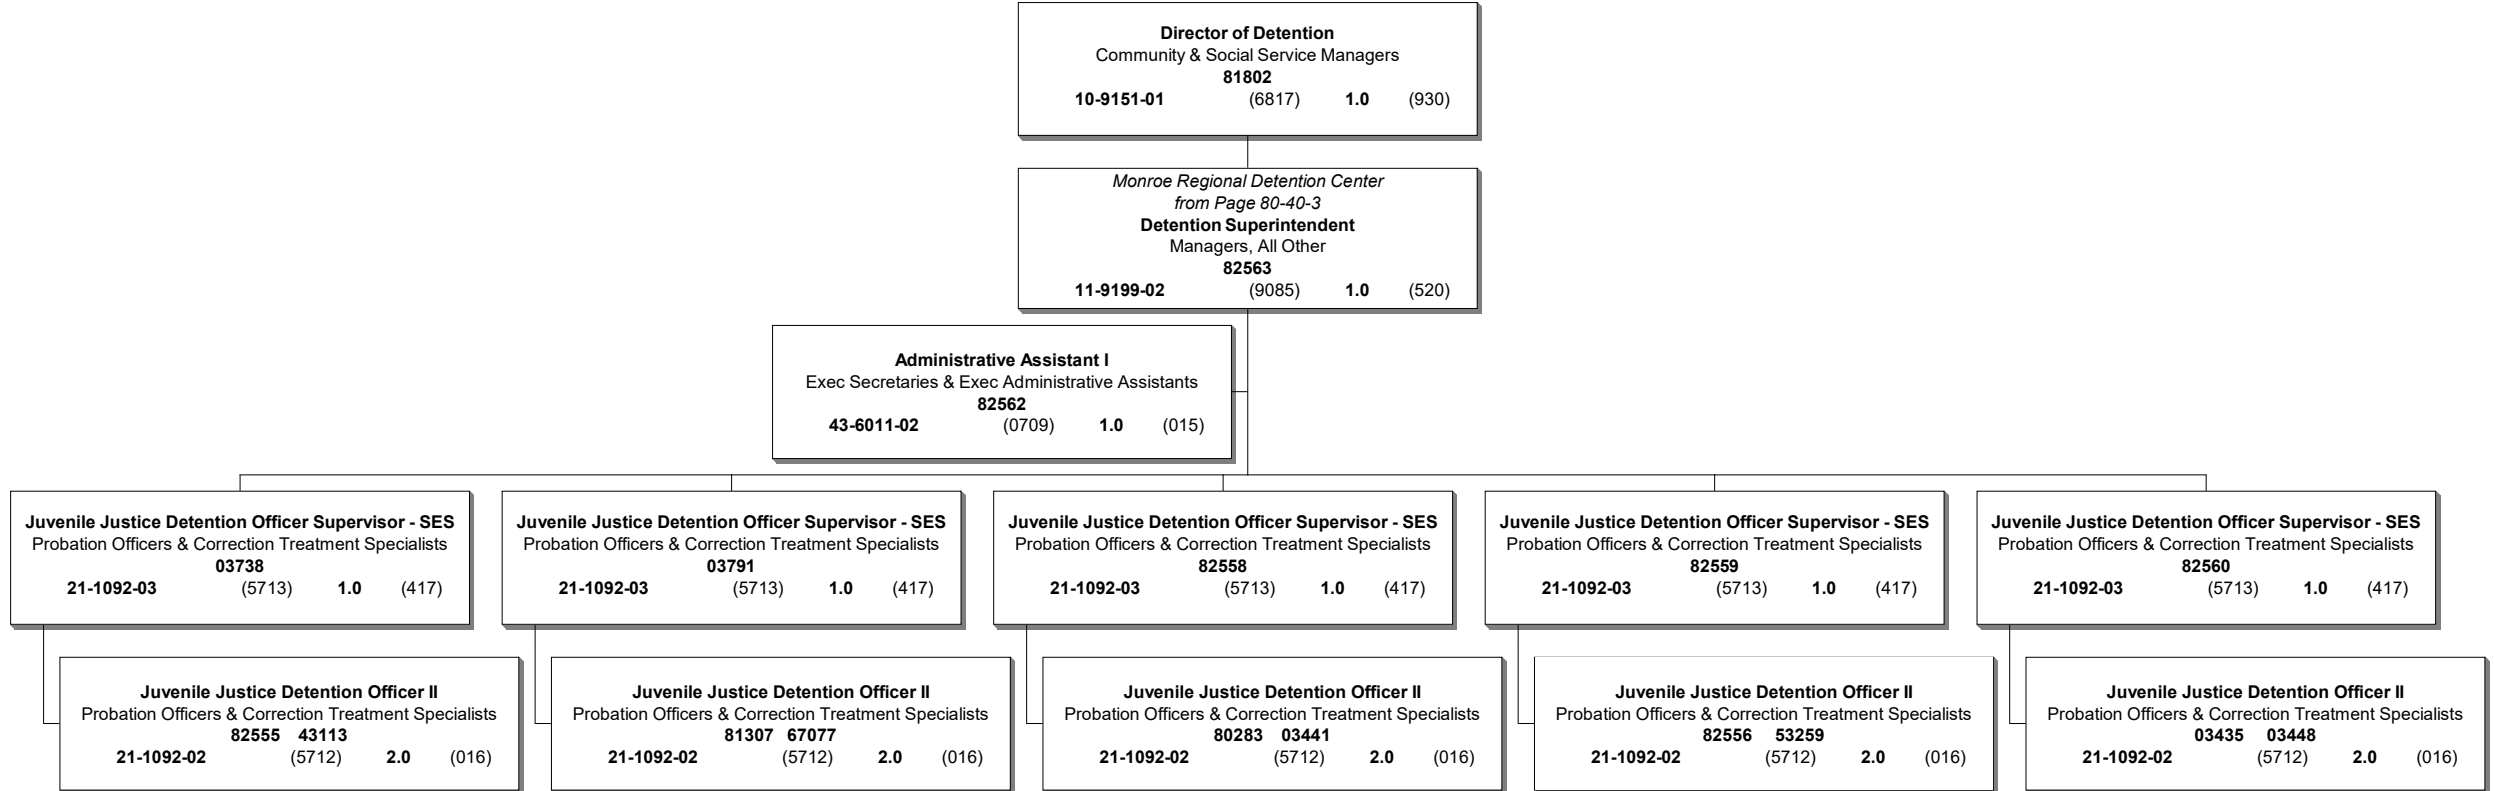 Director of Detention
Community & Social Service Managers
81802
10-9151-01 (6817) 1.0 (930)
Monroe Regional Detention Center
from Page 80-40-3
Detention Superintendent
Managers, All Other
82563
11-9199-02 (9085) 1.0 (520)
Administrative Assistant I
Exec Secretaries & Exec Administrative Assistants
82562
43-6011-02 (0709) 1.0 (015)
Juvenile Justice Detention Officer Supervisor - SES
Probation Officers & Correction Treatment Specialists
03738
21-1092-03 (5713) 1.0 (417)
Juvenile Justice Detention Officer Supervisor - SES
Probation Officers & Correction Treatment Specialists
03791
21-1092-03 (5713) 1.0 (417)
Juvenile Justice Detention Officer Supervisor - SES
Probation Officers & Correction Treatment Specialists
82558
21-1092-03 (5713) 1.0 (417)
Juvenile Justice Detention Officer Supervisor - SES
Probation Officers & Correction Treatment Specialists
82559
21-1092-03 (5713) 1.0 (417)
Juvenile Justice Detention Officer Supervisor - SES
Probation Officers & Correction Treatment Specialists
82560
21-1092-03 (5713) 1.0 (417)
Juvenile Justice Detention Officer II
Probation Officers & Correction Treatment Specialists
82555 43113
21-1092-02 (5712) 2.0 (016)
Juvenile Justice Detention Officer II
Probation Officers & Correction Treatment Specialists
81307 67077
21-1092-02 (5712) 2.0 (016)
Juvenile Justice Detention Officer II
Probation Officers & Correction Treatment Specialists
80283 03441
21-1092-02 (5712) 2.0 (016)
Juvenile Justice Detention Officer II
Probation Officers & Correction Treatment Specialists
82556 53259
21-1092-02 (5712) 2.0 (016)
Juvenile Justice Detention Officer II
Probation Officers & Correction Treatment Specialists
03435 03448
21-1092-02 (5712) 2.0 (016)